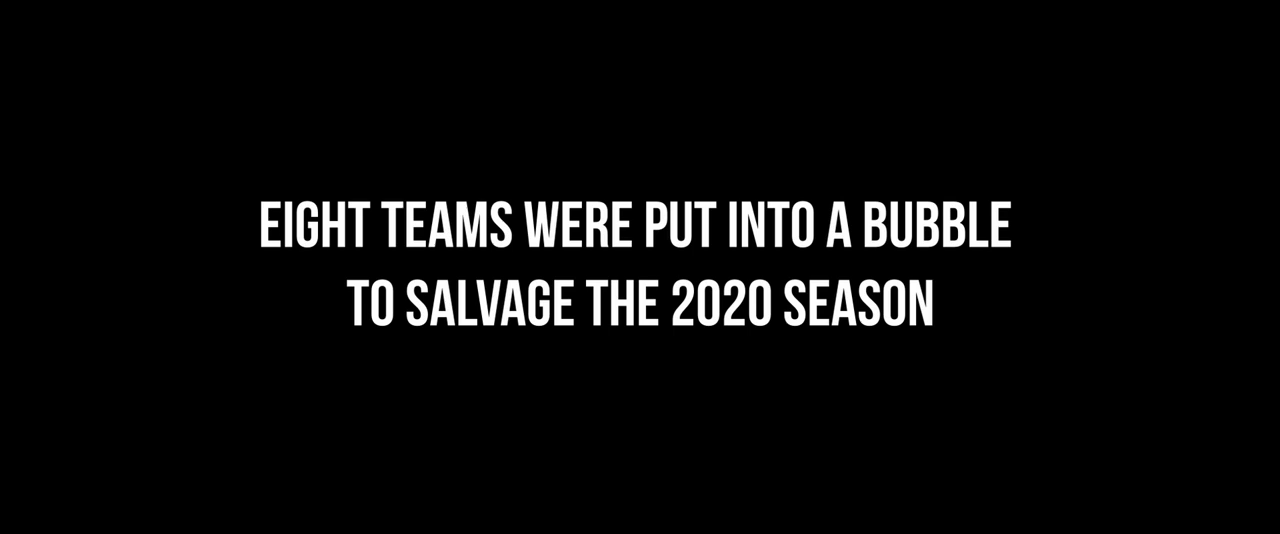 EIGHT TEAMS WERE PUT INTO A BUBBLE
TO SALVAGE THE 2020 SEASON